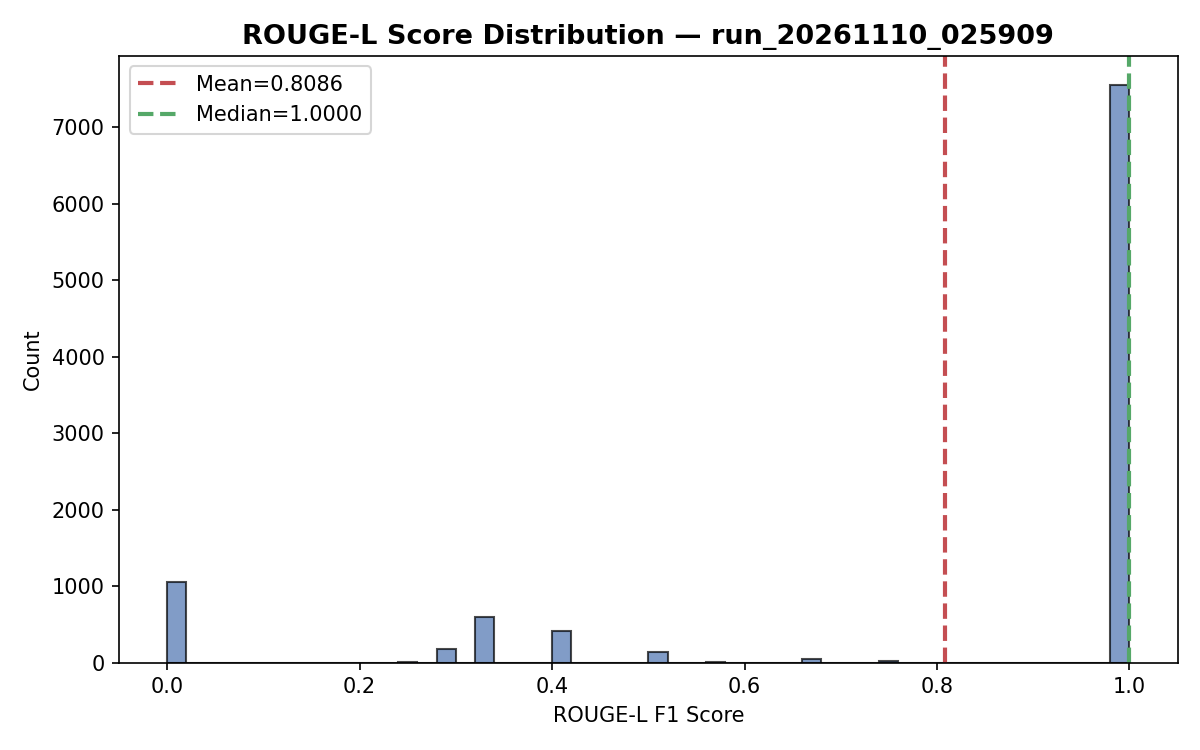 ROUGE-L Score Distribution — run_20261110_025909
Mean=0.8086
Median=1.0000
7000
6000
5000
4000
3000
2000
1000
0
Count
0.0 0.2 0.4 0.6 0.8 1.0
ROUGE-L F1 Score